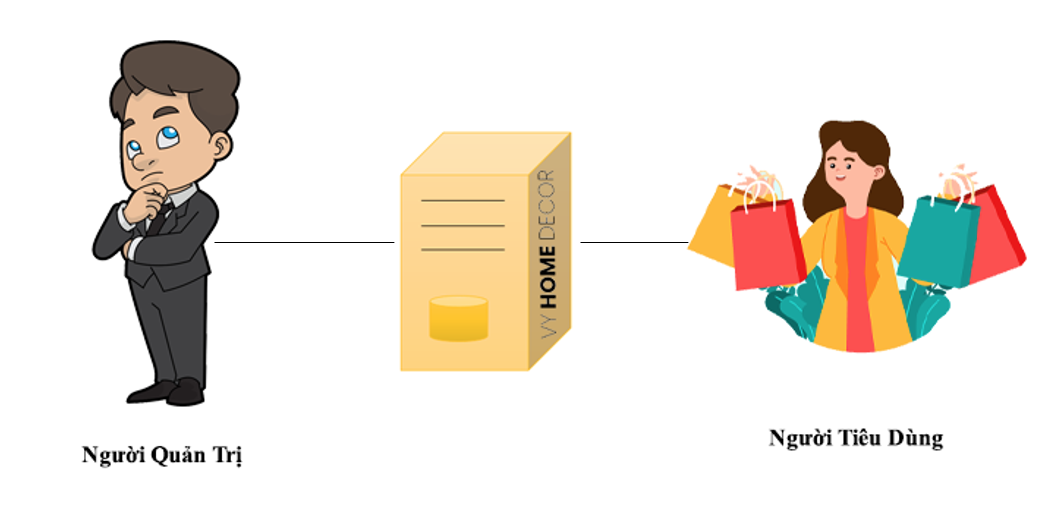 VY HOME DECOR
Người Quản Trị
Người Tiêu Dùng